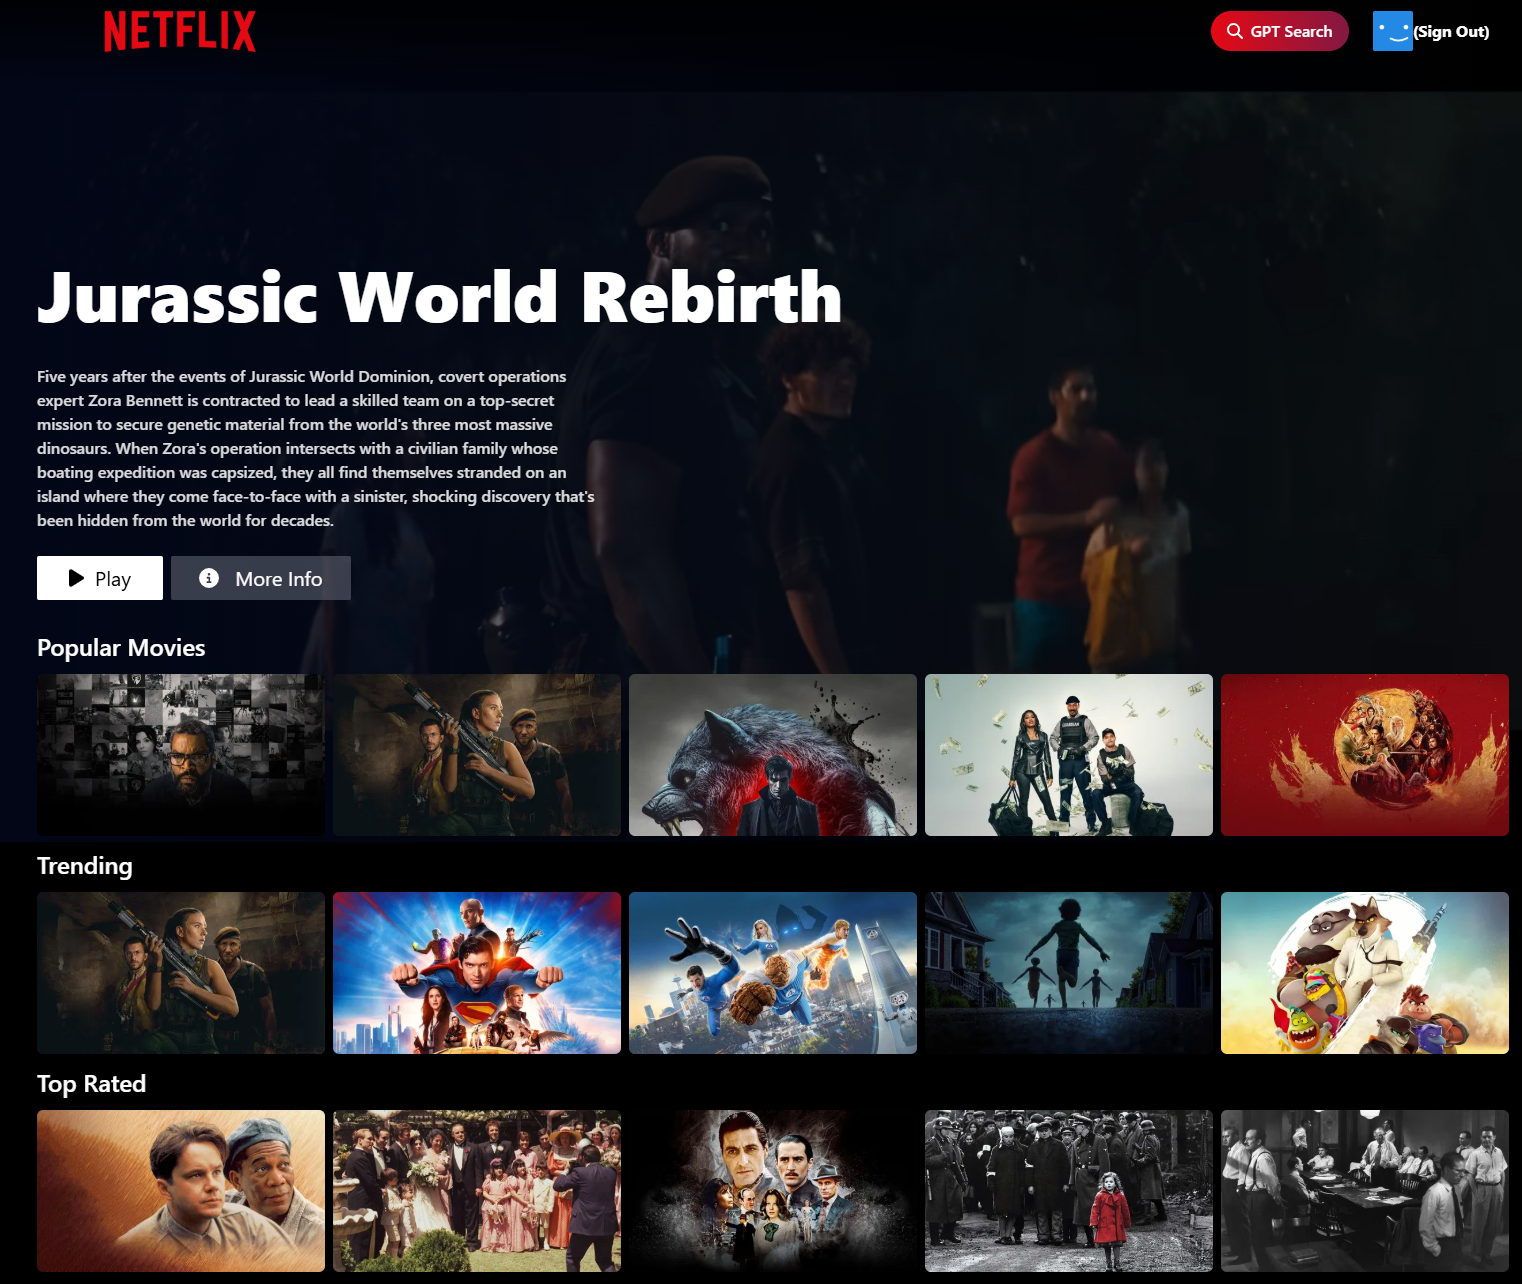 NETFLIX
GPT Search
(Sign Out)
Jurassic World Rebirth
Five years after the events of Jurassic World Dominion, covert operations
expert Zora Bennett is contracted to lead a skilled team on a top-secret
mission to secure genetic material from the world's three most massive
dinosaurs. When Zora's operation intersects with a civilian family whose
boating expedition was capsized, they all find themselves stranded on an
island where they come face-to-face with a sinister, shocking discovery that's
been hidden from the world for decades.
Play
More Info
Popular Movies
Trending
Top Rated